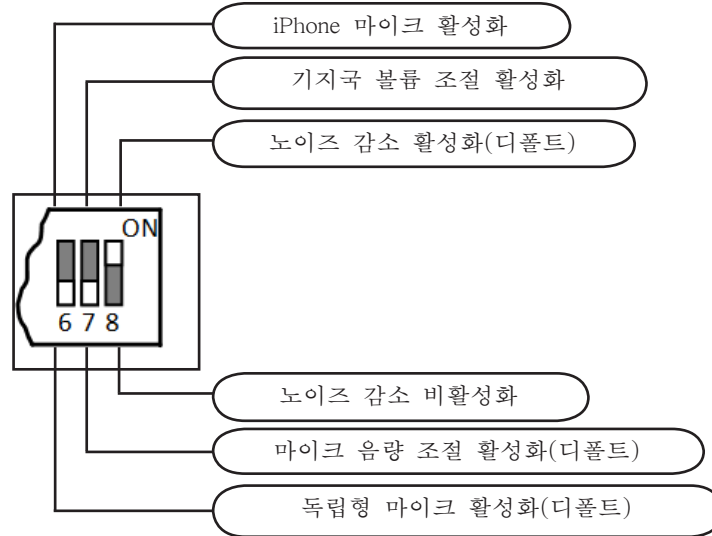 iPhone 마이크 활성화
기지국 볼륨 조절 활성화
노이즈 감소 활성화(디폴트)
ON
6 7 8
노이즈 감소 비활성화
마이크 음량 조절 활성화(디폴트)
독립형 마이크 활성화(디폴트)